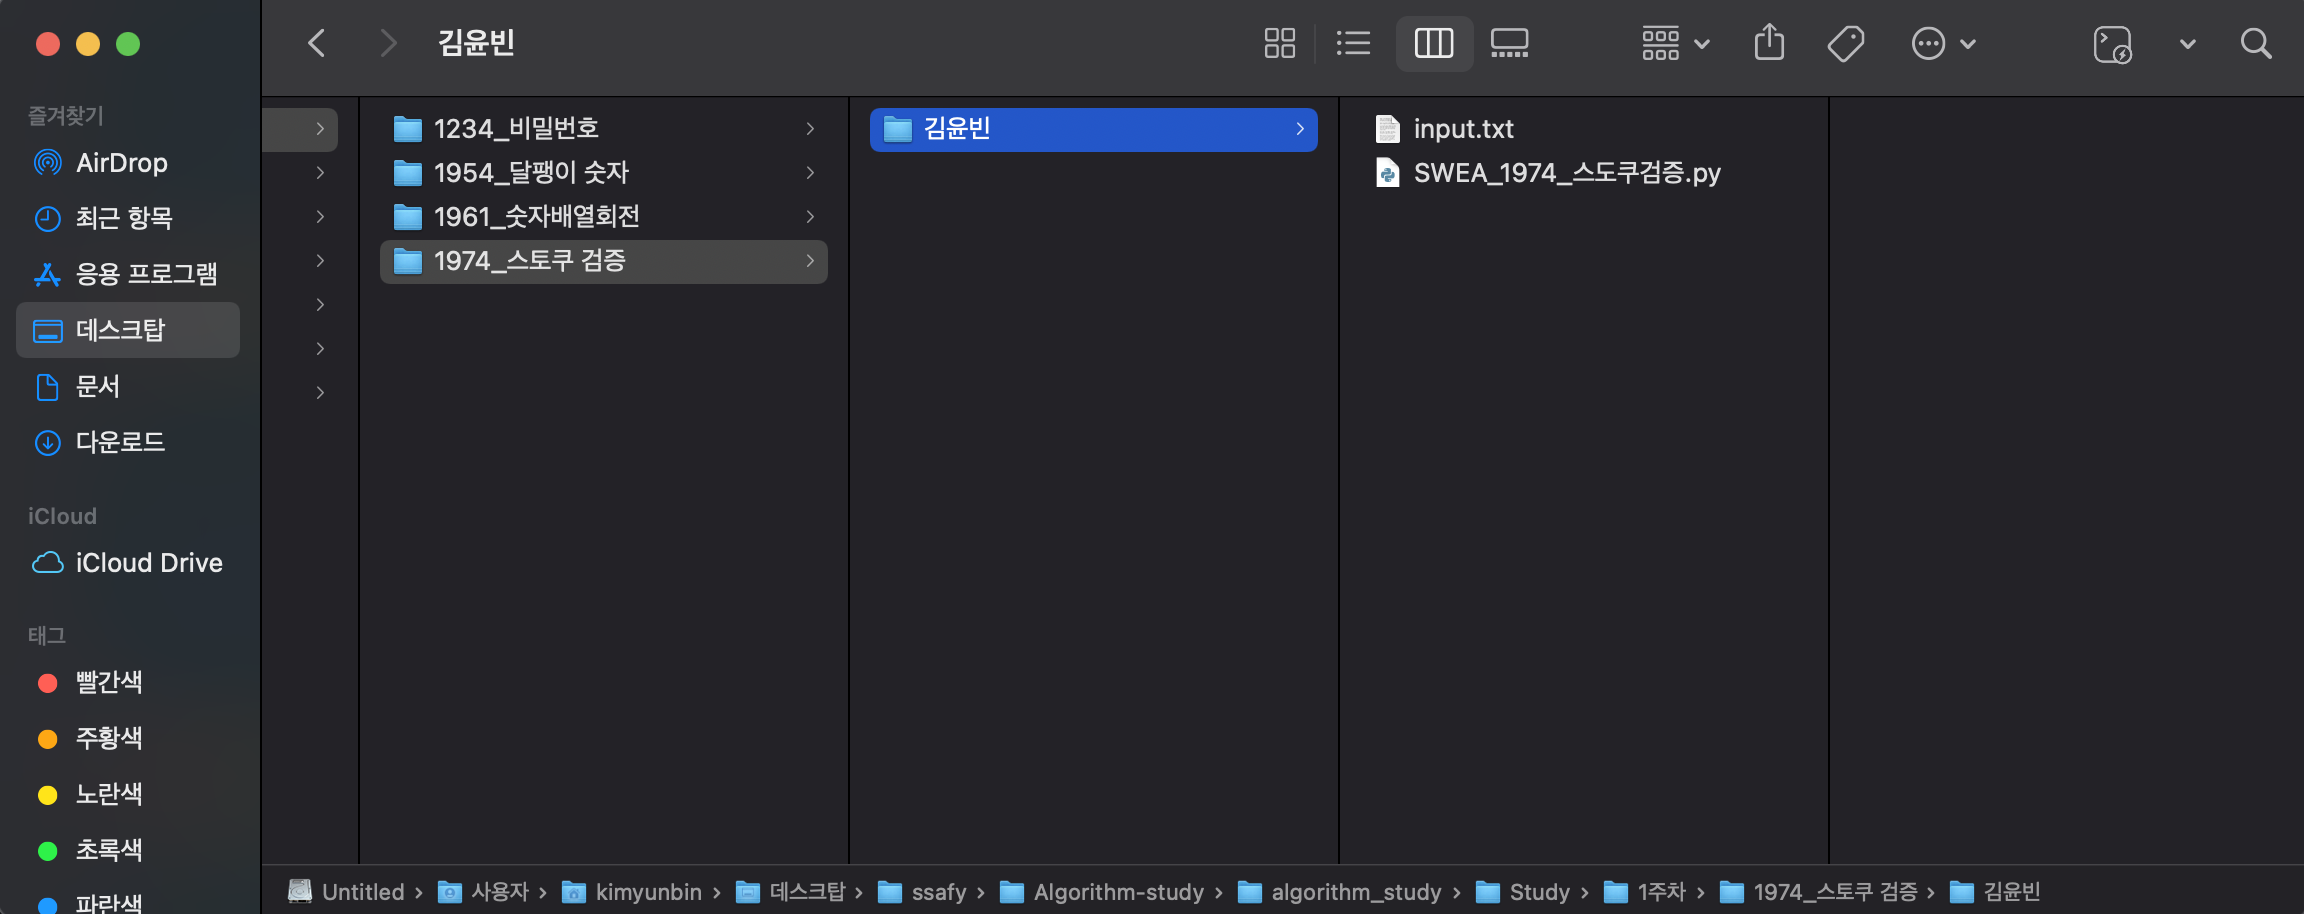 김윤빈
즐겨찾기
AirDrop
최근 항목
응용 프로그램
데스크탑
문서
다운로드
iCloud
iCloud Drive
태그
빨간색
주황색
노란색
초록색
파란색
1234_비밀번호
1954_달팽이 숫자
1961_숫자배열회전
1974_스토쿠 검증
김윤빈
input.txt
SWEA_1974_스도쿠검증.py
Untitled › 사용자 › kimyunbin › 데스크탑 › ssafy › Algorithm-study › algorithm_study › Study › 1주차 › 1974_스토쿠 검증 › 김윤빈